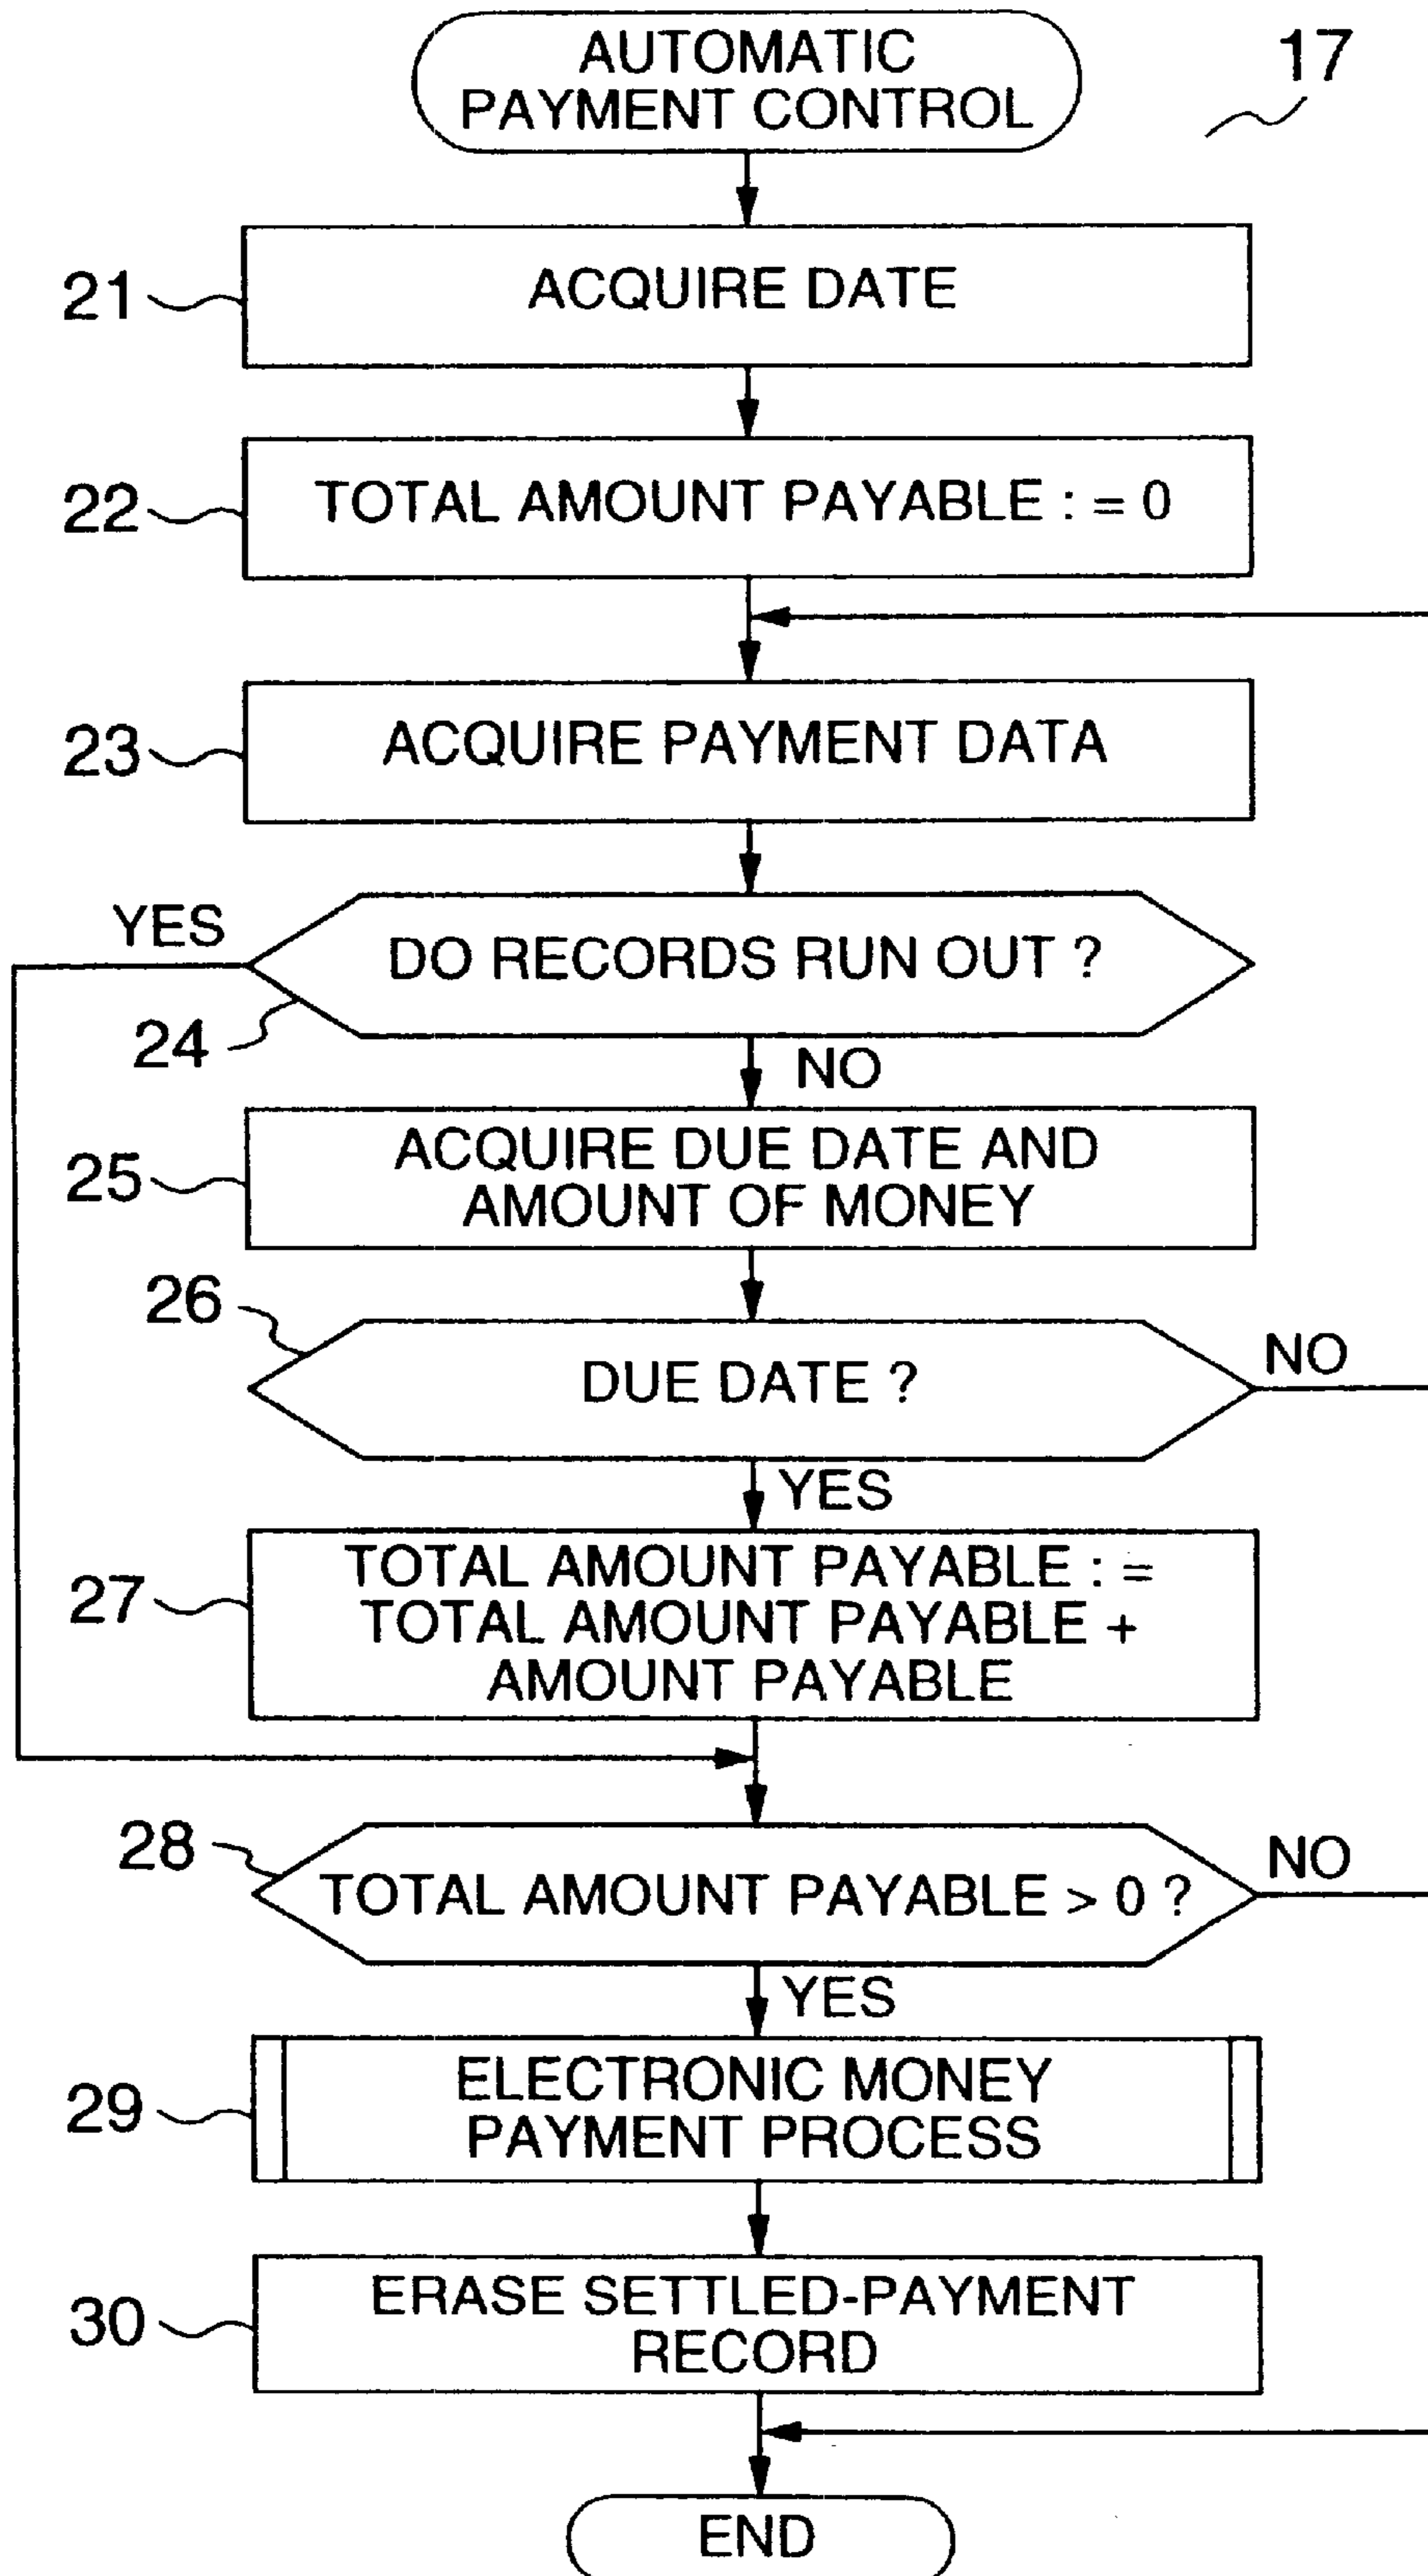 AUTOMATIC
PAYMENT CONTROL
17
21
ACQUIRE DATE
22
TOTAL AMOUNT PAYABLE : = 0
23
ACQUIRE PAYMENT DATA
YES
DO RECORDS RUN OUT ?
24
NO
25
ACQUIRE DUE DATE AND
AMOUNT OF MONEY
26
DUE DATE ?
NO
YES
27
TOTAL AMOUNT PAYABLE : =
TOTAL AMOUNT PAYABLE +
AMOUNT PAYABLE
28
TOTAL AMOUNT PAYABLE > 0 ?
NO
YES
29
ELECTRONIC MONEY
PAYMENT PROCESS
30
ERASE SETTLED-PAYMENT
RECORD
END